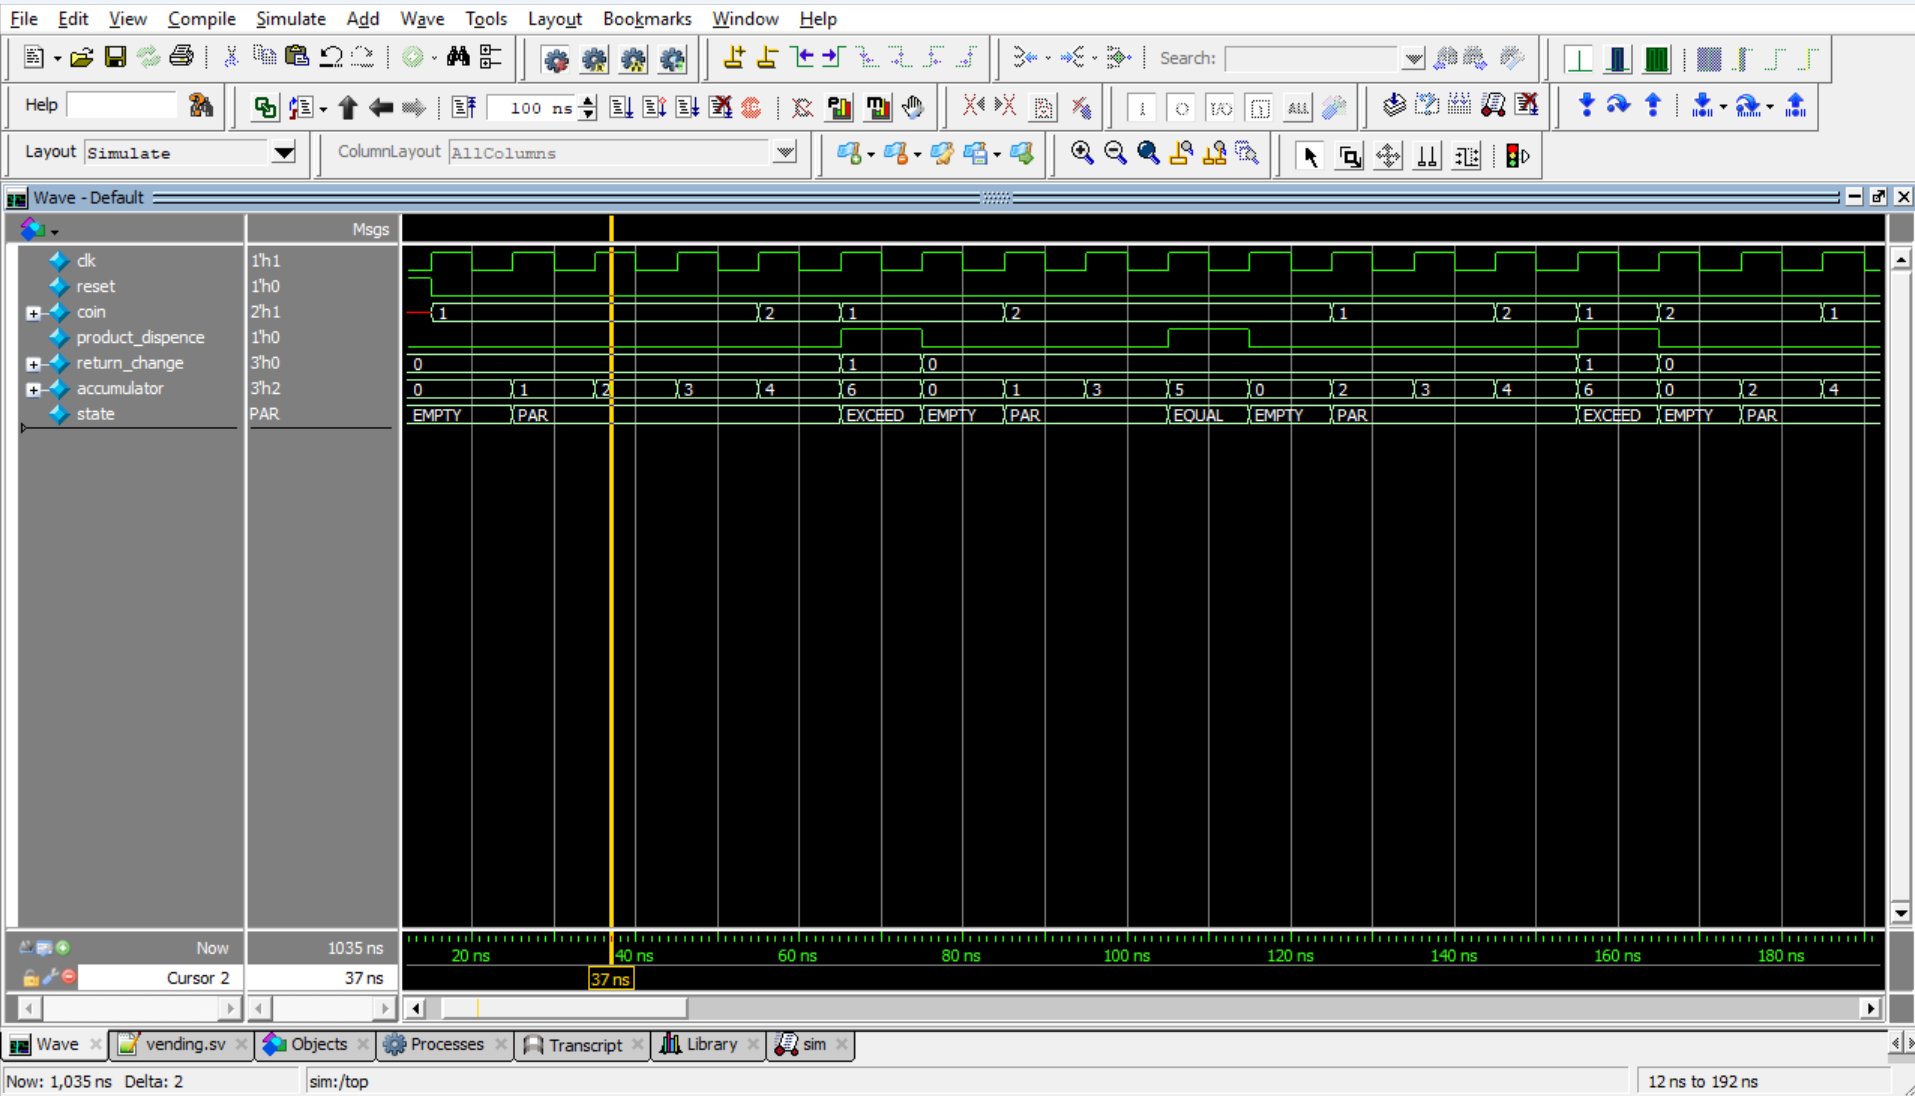 File Edit View Compile Simulate Add Wave Tools Layout Bookmarks Window Help
Search:
Help 100 ns
Layout Simulate ColumnLayout AllColumns
Wave - Default
Msgs
clk 1'h1
reset 1'h0
coin 2'h1 1 2 1 2 1 2 1 2 1
product_dispence 1'h0
return_change 3'h0 0 1 0 1 0
accumulator 3'h2 0 1 2 3 4 6 0 1 3 5 0 2 3 4 6 0 2 4
state PAR EMPTY PAR EXCEED EMPTY PAR EQUAL EMPTY PAR EXCEED EMPTY PAR
Now 1035 ns 20 ns 40 ns 60 ns 80 ns 100 ns 120 ns 140 ns 160 ns 180 ns
Cursor 2 37 ns 37 ns
Wave vending.sv Objects Processes Transcript Library sim
Now: 1,035 ns Delta: 2 sim:/top 12 ns to 192 ns